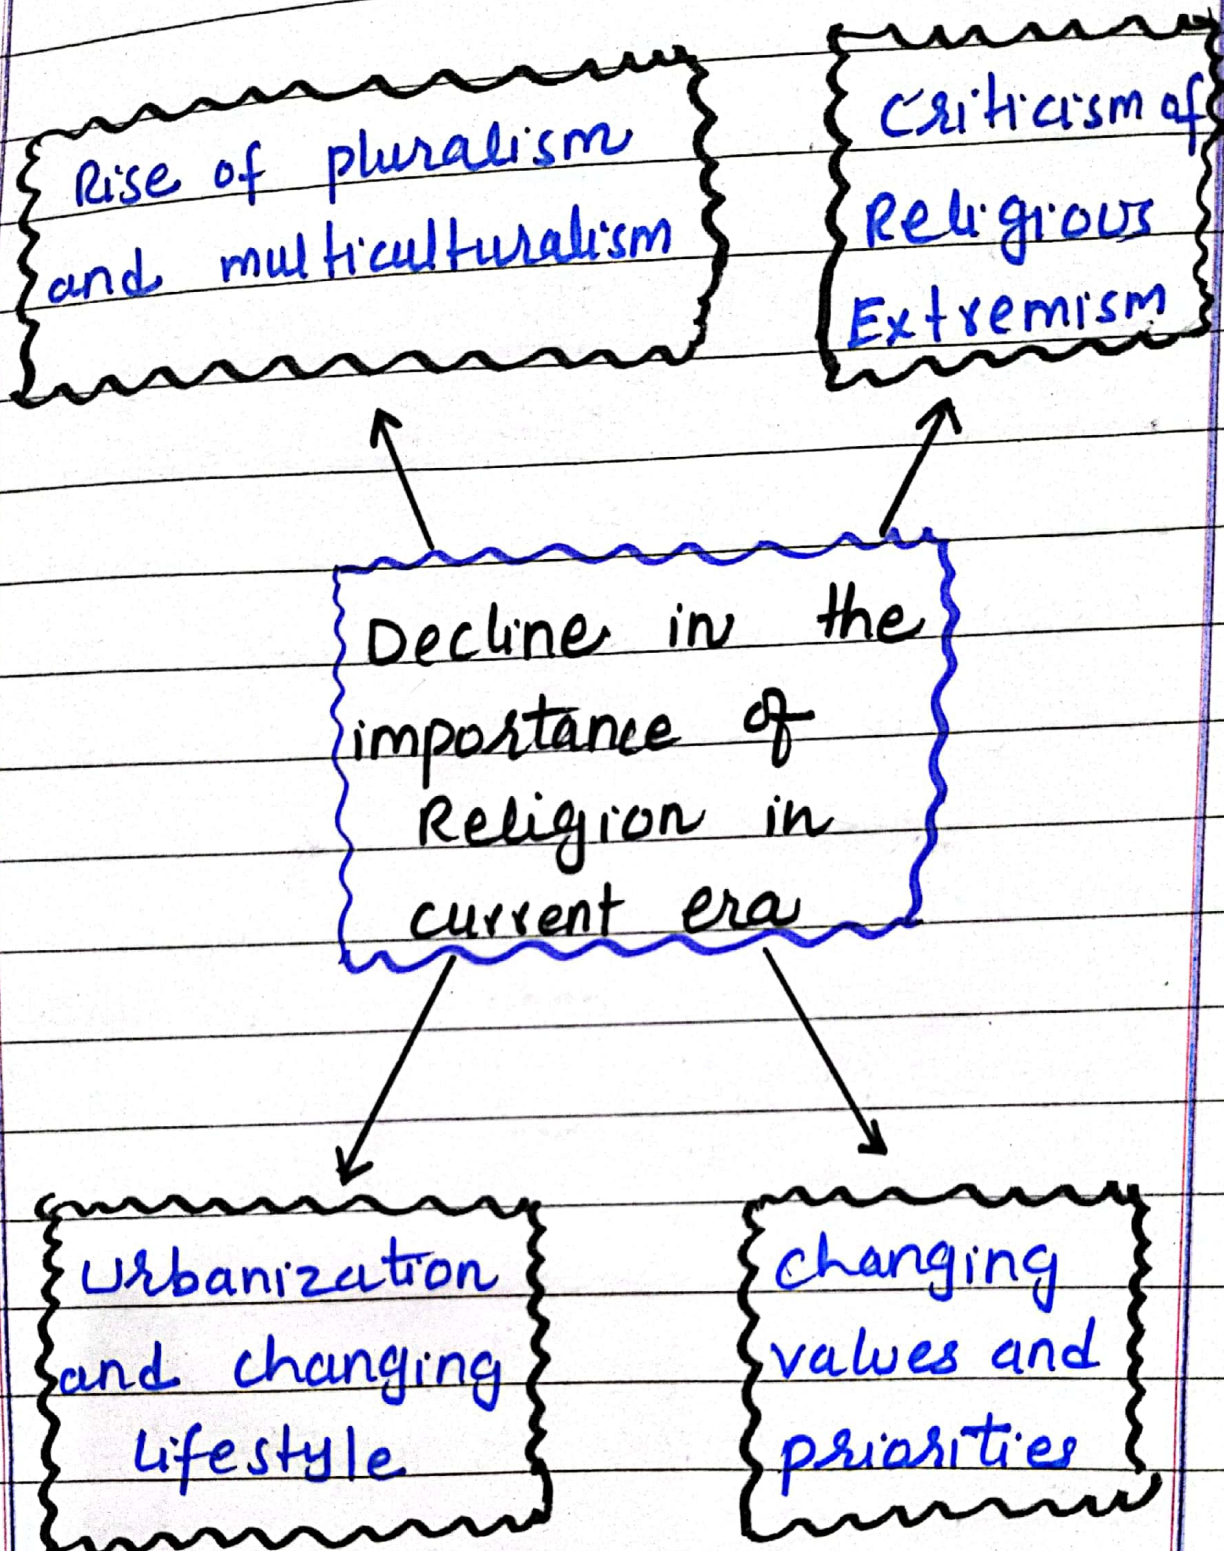 Rise of pluralism
and multiculturalism
Criticism of
Religious
Extremism
Decline in the
importance of
Religion in
current era
Urbanization
and changing
lifestyle
changing
values and
priorities